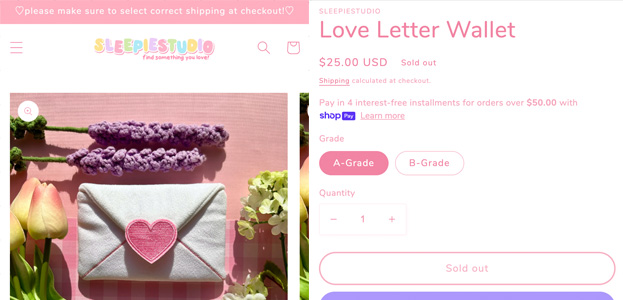 ♡please make sure to select correct shipping at checkout!♡
SLEEPIESTUDIO
find something you love!
SLEEPIESTUDIO
Love Letter Wallet
$25.00 USD Sold out
Shipping calculated at checkout.
Pay in 4 interest-free installments for orders over $50.00 with
shop Pay Learn more
Grade
A-Grade B-Grade
Quantity
− 1 +
Sold out